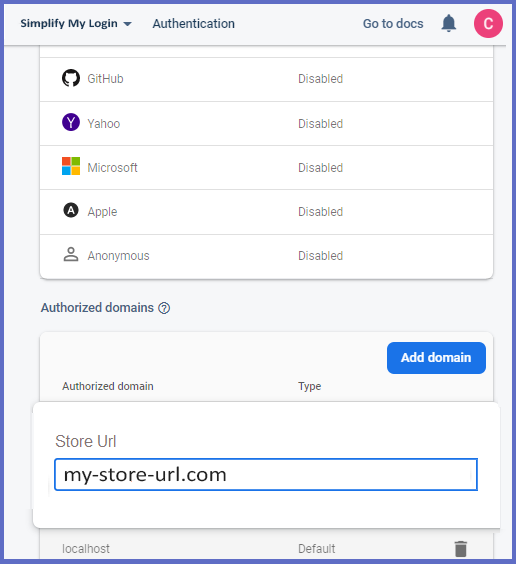 Simplify My Login Authentication Go to docs C
GitHub Disabled
Yahoo Disabled
Microsoft Disabled
Apple Disabled
Anonymous Disabled
Authorized domains
Add domain
Authorized domain Type
Store Url
my-store-url.com
localhost Default